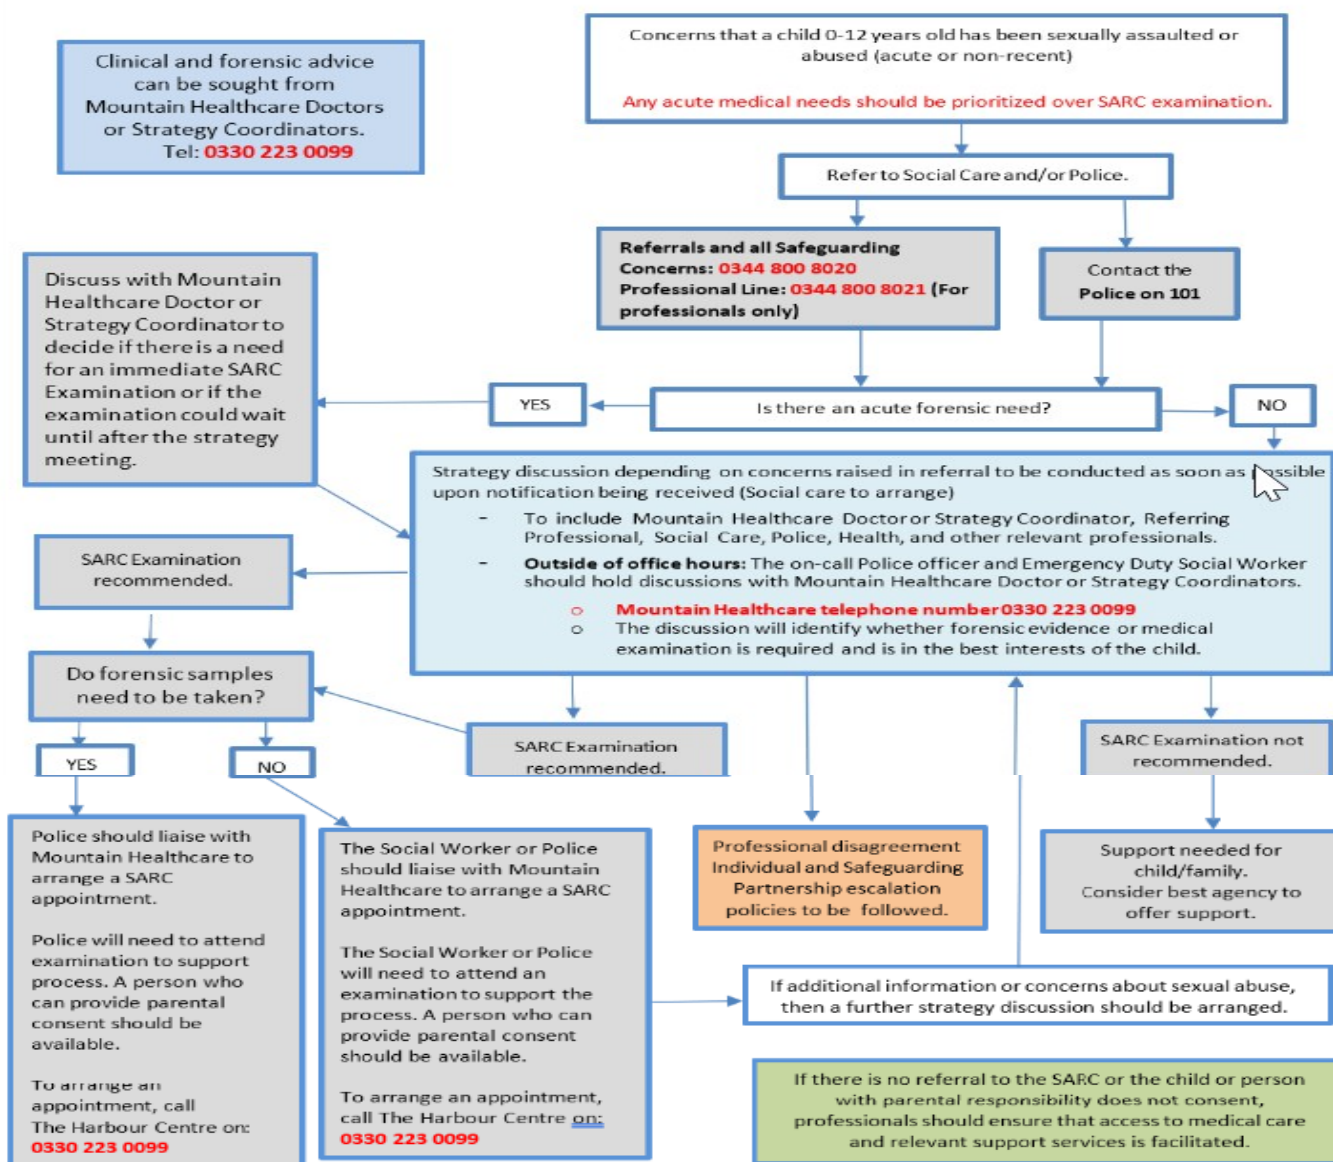 Clinical and forensic advice
can be sought from
Mountain Healthcare Doctors
or Strategy Coordinators.
Tel: 0330 223 0099
Concerns that a child 0-12 years old has been sexually assaulted or
abused (acute or non-recent)
Any acute medical needs should be prioritized over SARC examination.
Refer to Social Care and/or Police.
Referrals and all Safeguarding
Concerns: 0344 800 8020
Professional Line: 0344 800 8021 (For
professionals only)
Contact the
Police on 101
Discuss with Mountain
Healthcare Doctor or
Strategy Coordinator to
decide if there is a need
for an immediate SARC
Examination or if the
examination could wait
until after the strategy
meeting.
YES
Is there an acute forensic need?
NO
Strategy discussion depending on concerns raised in referral to be conducted as soon as possible
upon notification being received (Social care to arrange)
- To include Mountain Healthcare Doctor or Strategy Coordinator, Referring
Professional, Social Care, Police, Health, and other relevant professionals.
- Outside of office hours: The on-call Police officer and Emergency Duty Social Worker
should hold discussions with Mountain Healthcare Doctor or Strategy Coordinators.
o Mountain Healthcare telephone number 0330 223 0099
o The discussion will identify whether forensic evidence or medical
examination is required and is in the best interests of the child.
SARC Examination
recommended.
Do forensic samples
need to be taken?
YES
NO
SARC Examination
recommended.
SARC Examination not
recommended.
Police should liaise with
Mountain Healthcare to
arrange a SARC
appointment.
Police will need to attend
examination to support
process. A person who
can provide parental
consent should be
available.
To arrange an
appointment, call
The Harbour Centre on:
0330 223 0099
The Social Worker or Police
should liaise with Mountain
Healthcare to arrange a SARC
appointment.
The Social Worker or Police
will need to attend an
examination to support the
process. A person who can
provide parental consent
should be available.
To arrange an appointment,
call The Harbour Centre on:
0330 223 0099
Professional disagreement
Individual and Safeguarding
Partnership escalation
policies to be followed.
Support needed for
child/family.
Consider best agency to
offer support.
If additional information or concerns about sexual abuse,
then a further strategy discussion should be arranged.
If there is no referral to the SARC or the child or person
with parental responsibility does not consent,
professionals should ensure that access to medical care
and relevant support services is facilitated.